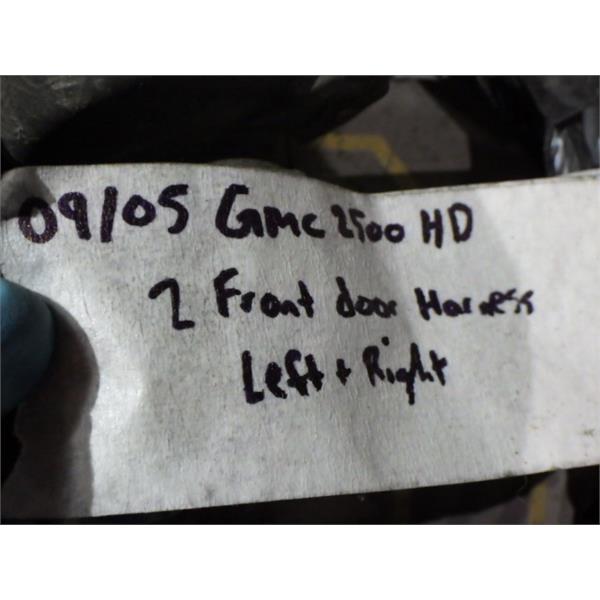 09/05 GMC 2500 HD
2 Front door Harness
Left + Right